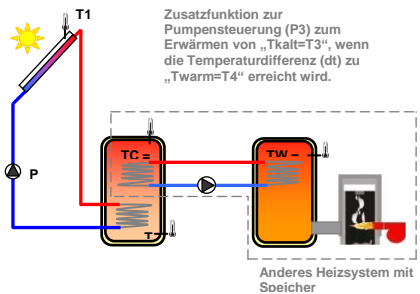 T1
Zusatzfunktion zur
Pumpensteuerung (P3) zum
Erwärmen von „Tkalt=T3“, wenn
die Temperaturdifferenz (dt) zu
„Twarm=T4“ erreicht wird.
TC =
TW =
P
T
Anderes Heizsystem mit
Speicher